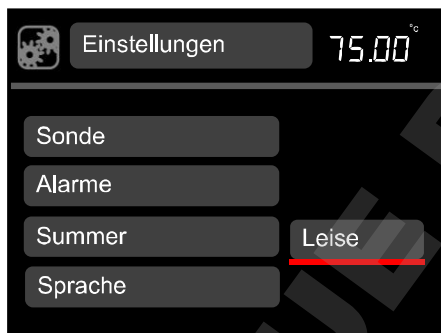 Einstellungen 75.00 °c
Sonde
Alarme
Summer Leise
Sprache